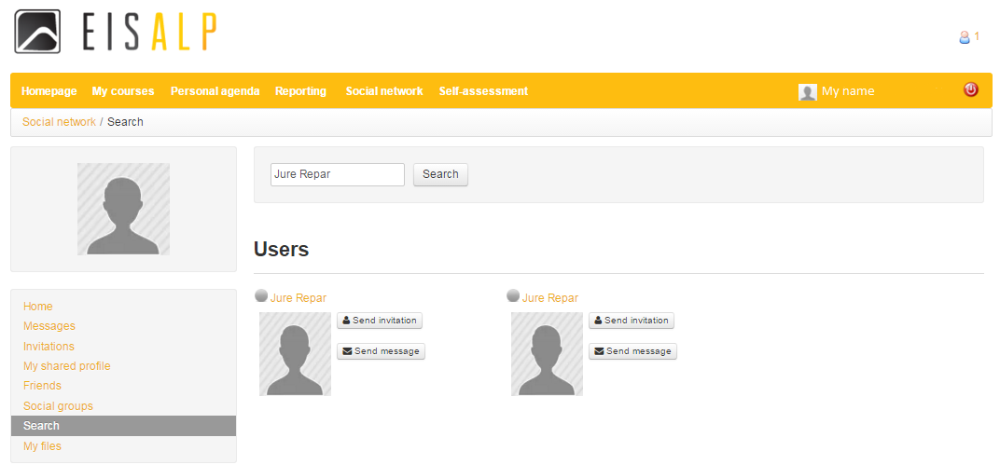 EISALP
1
Homepage My courses Personal agenda Reporting Social network Self-assessment My name
Social network / Search
Jure Repar Search
Users
Jure Repar Jure Repar
Send invitation Send invitation
Send message Send message
Home
Messages
Invitations
My shared profile
Friends
Social groups
Search
My files